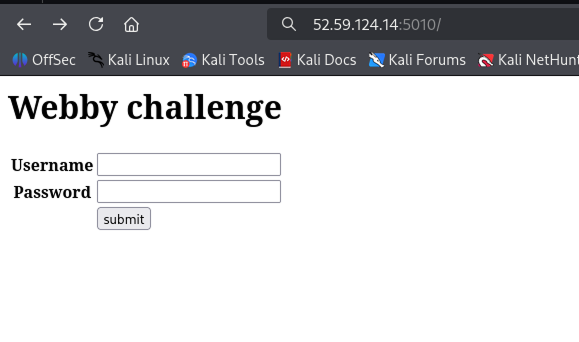 52.59.124.14:5010/
OffSec Kali Linux Kali Tools Kali Docs Kali Forums Kali NetHunt
Webby challenge
Username
Password
submit